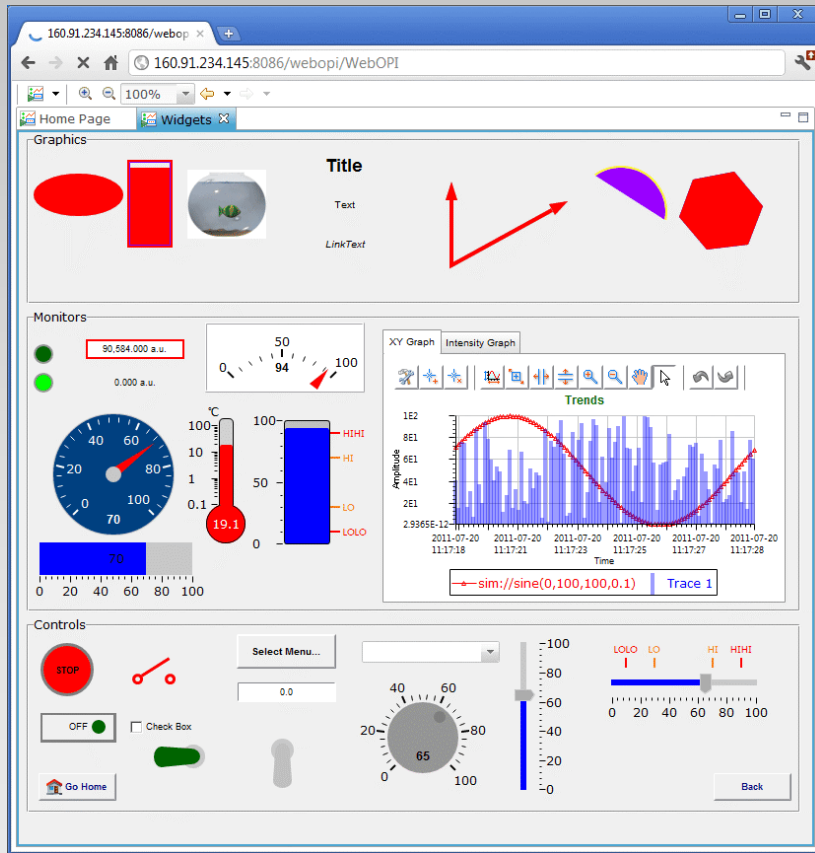 160.91.234.145:8086/webop
160.91.234.145:8086/webopi/WebOPI
100%
Home Page
Widgets
Graphics
Title
Text
LinkText
Monitors
90,584.000 a.u.
0.000 a.u.
0 50 100
94
0 20 40 60 80 100
70
°C
100
10
1
0.1
19.1
100
50
0
HIHI
HI
LO
LOLO
70
0 20 40 60 80 100
XY Graph
Intensity Graph
Trends
Amplitude
1E2
8E1
6E1
4E1
2E1
2.9365E-12
2011-07-20 2011-07-20 2011-07-20 2011-07-20 2011-07-20 2011-07-20
11:17:18 11:17:21 11:17:23 11:17:25 11:17:27 11:17:28
Time
sim://sine(0,100,100,0.1) Trace 1
Controls
STOP
Select Menu...
0.0
OFF
Check Box
Go Home
0 20 40 60 80 100
65
100
80
60
40
20
0
LOLO LO HI HIHI
0 20 40 60 80 100
Back